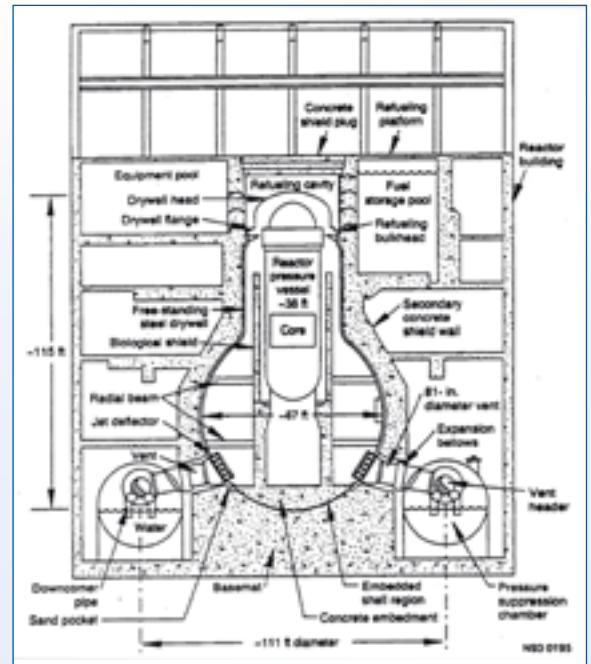 Concrete
shield plug
Refueling
platform
Reactor
building
Equipment pool
Refueling cavity
Fuel
storage pool
Drywell head
Drywell flange
Refueling
bulkhead
Reactor
pressure
vessel
~36 ft
Free-standing
steel drywell
Secondary
concrete
shield wall
Biological shield
Core
~115 ft
Radial beam
~67 ft
81- in.
diameter vent
Jet deflector
Expansion
bellows
Vent
Vent
header
Water
Downcomer
pipe
Basemat
Embedded
shell region
Pressure
suppression
chamber
Sand pocket
Concrete embedment
~111 ft diameter